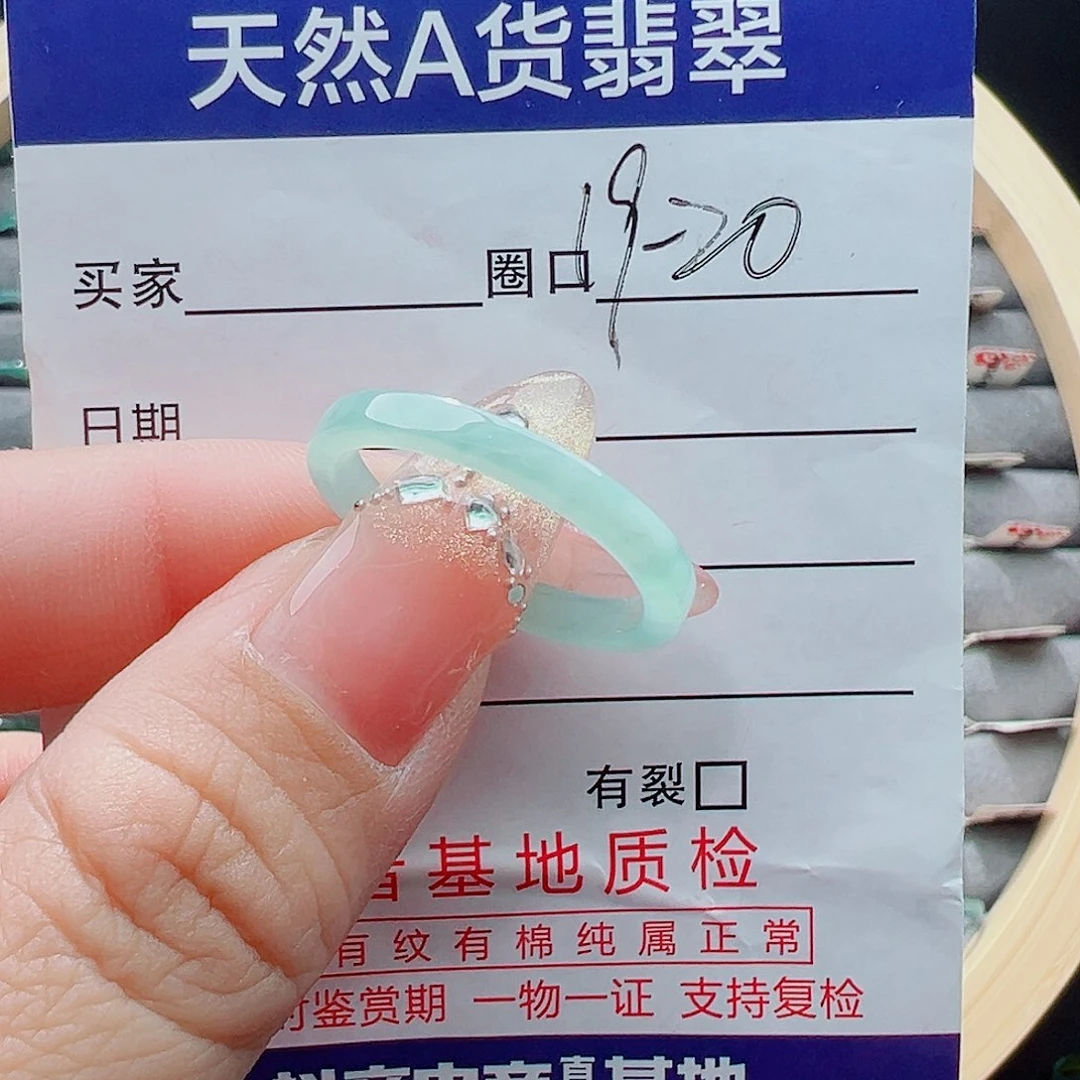 天然A货翡翠
买家 圈口 19-20
日期
有裂
基地质检
有纹有棉纯属正常
鉴赏期 一物一证 支持复检
基地